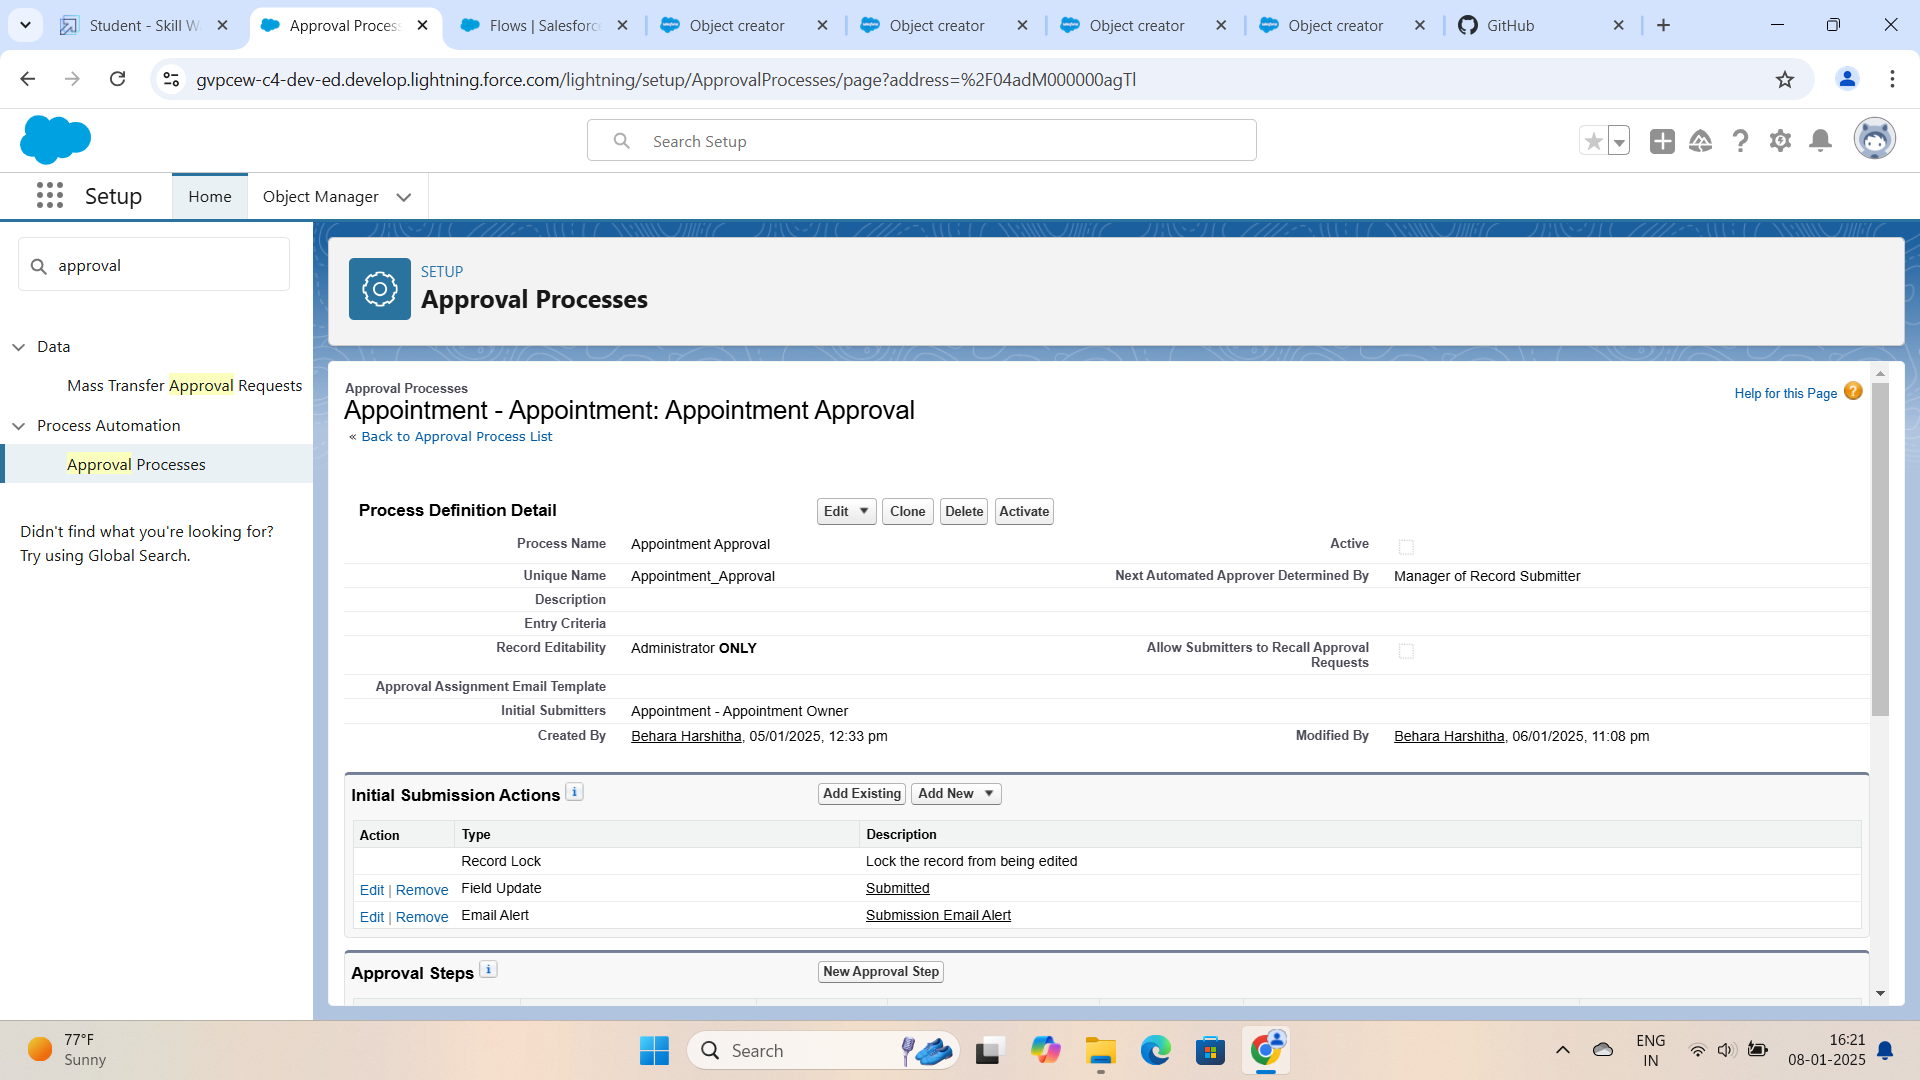 Student - Skill W
Approval Process
Flows | Salesforce
Object creator
Object creator
Object creator
Object creator
GitHub
gvpcew-c4-dev-ed.develop.lightning.force.com/lightning/setup/ApprovalProcesses/page?address=%2F04adM000000agTl
Search Setup
Setup
Home
Object Manager
approval
Data
Mass Transfer Approval Requests
Process Automation
Approval Processes
Didn't find what you're looking for?
Try using Global Search.
SETUP
Approval Processes
Approval Processes
Appointment - Appointment: Appointment Approval
« Back to Approval Process List
Help for this Page ?
Process Definition Detail
Edit Clone Delete Activate
Process Name Appointment Approval Active
Unique Name Appointment_Approval Next Automated Approver Determined By Manager of Record Submitter
Description
Entry Criteria
Record Editability Administrator ONLY Allow Submitters to Recall Approval
Requests
Approval Assignment Email Template
Initial Submitters Appointment - Appointment Owner
Created By Behara Harshitha, 05/01/2025, 12:33 pm Modified By Behara Harshitha, 06/01/2025, 11:08 pm
Initial Submission Actions i Add Existing Add New
Action Type Description
Record Lock Lock the record from being edited
Edit | Remove Field Update Submitted
Edit | Remove Email Alert Submission Email Alert
Approval Steps i New Approval Step
77°F
Sunny
Search
ENG
IN
16:21
08-01-2025